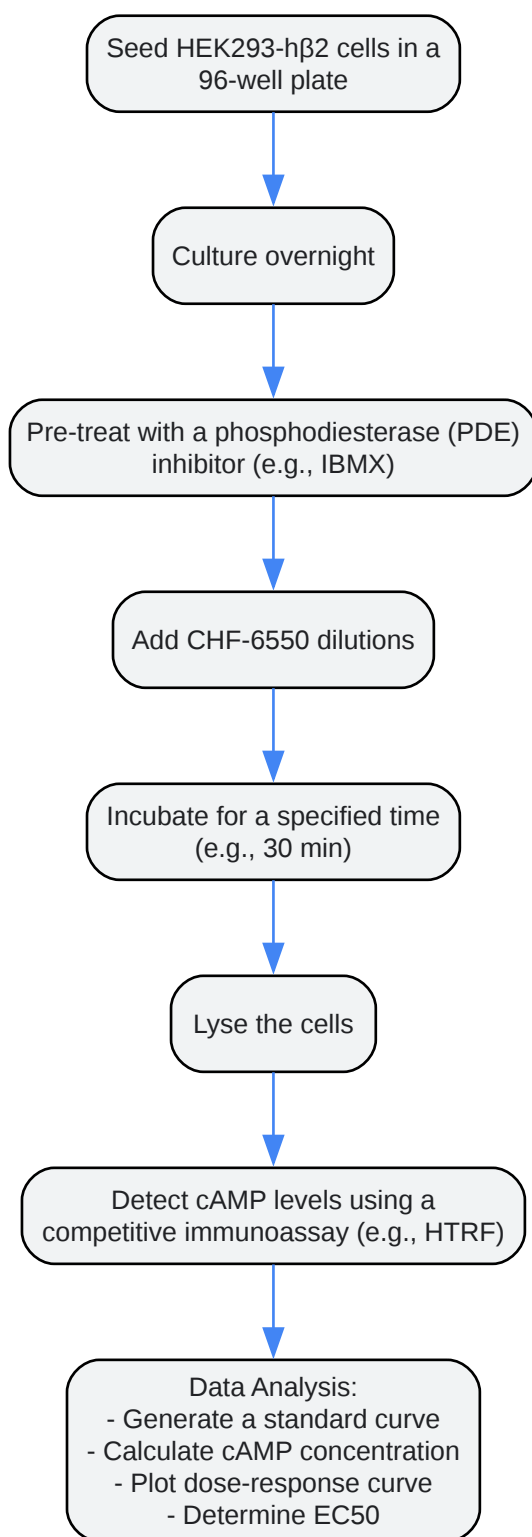 Seed HEK293-hβ2 cells in a
96-well plate
Culture overnight
Pre-treat with a phosphodiesterase (PDE)
inhibitor (e.g., IBMX)
Add CHF-6550 dilutions
Incubate for a specified time
(e.g., 30 min)
Lyse the cells
Detect cAMP levels using a
competitive immunoassay (e.g., HTRF)
Data Analysis:
- Generate a standard curve
- Calculate cAMP concentration
- Plot dose-response curve
- Determine EC50